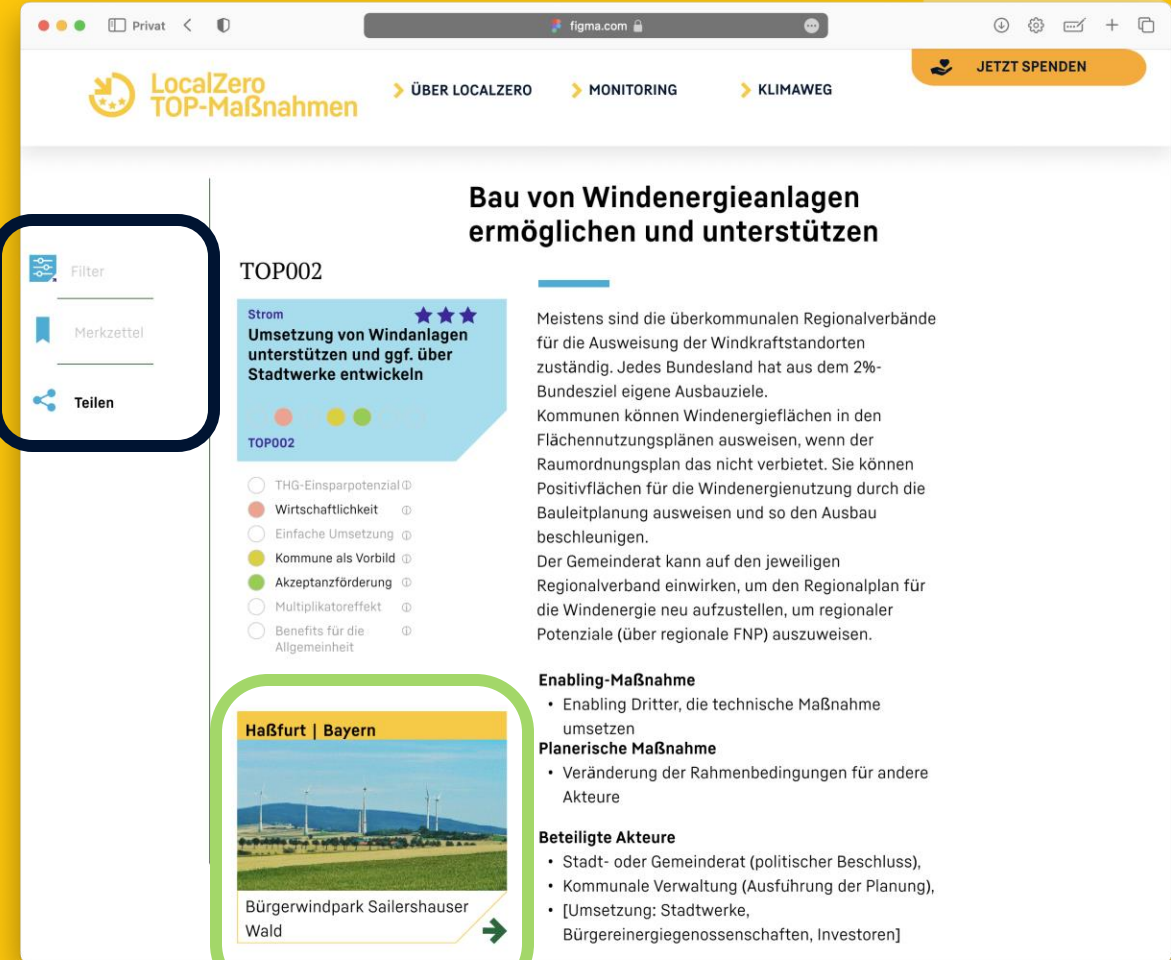 Privat
figma.com
LocalZero
TOP-Maßnahmen
ÜBER LOCALZERO
MONITORING
KLIMAWEG
JETZT SPENDEN
Bau von Windenergieanlagen
ermöglichen und unterstützen
Filter
Merkzettel
Teilen
TOP002
Strom
Umsetzung von Windanlagen
unterstützen und ggf. über
Stadtwerke entwickeln
TOP002
THG-Einsparpotenzial
Wirtschaftlichkeit
Einfache Umsetzung
Kommune als Vorbild
Akzeptanzförderung
Multiplikatoreffekt
Benefits für die
Allgemeinheit
Haßfurt | Bayern
Bürgerwindpark Sailershauser
Wald
Meistens sind die überkommunalen Regionalverbände
für die Ausweisung der Windkraftstandorten
zuständig. Jedes Bundesland hat aus dem 2%-
Bundesziel eigene Ausbauziele.
Kommunen können Windenergieflächen in den
Flächennutzungsplänen ausweisen, wenn der
Raumordnungsplan das nicht verbietet. Sie können
Positivflächen für die Windenergienutzung durch die
Bauleitplanung ausweisen und so den Ausbau
beschleunigen.
Der Gemeinderat kann auf den jeweiligen
Regionalverband einwirken, um den Regionalplan für
die Windenergie neu aufzustellen, um regionaler
Potenziale (über regionale FNP) auszuweisen.
Enabling-Maßnahme
• Enabling Dritter, die technische Maßnahme
umsetzen
Planerische Maßnahme
• Veränderung der Rahmenbedingungen für andere
Akteure
Beteiligte Akteure
• Stadt- oder Gemeinderat (politischer Beschluss),
• Kommunale Verwaltung (Ausführung der Planung),
• [Umsetzung: Stadtwerke,
Bürgereinergiegenossenschaften, Investoren]